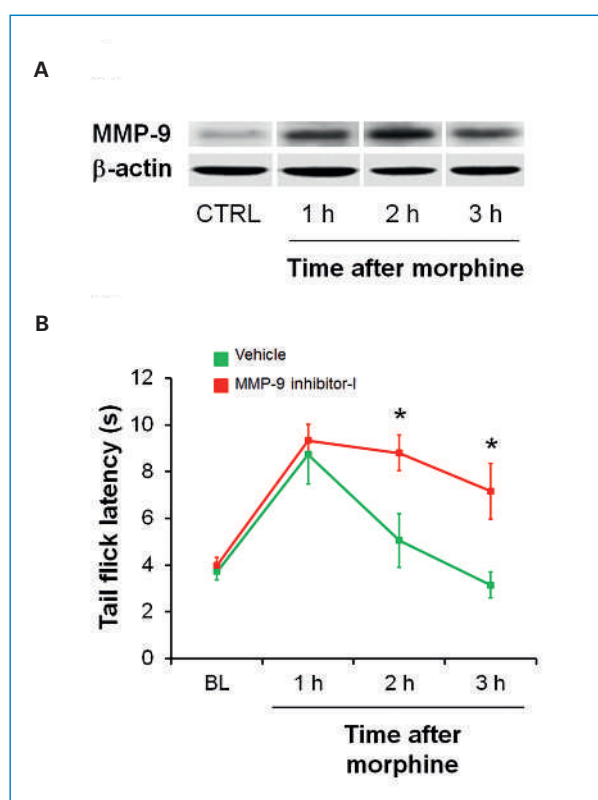 A
MMP-9
β-actin
CTRL 1 h 2 h 3 h
Time after morphine
B
Vehicle
MMP-9 inhibitor-I
12
10
8
6
4
2
0
Tail flick latency (s)
* *
BL 1 h 2 h 3 h
Time after
morphine